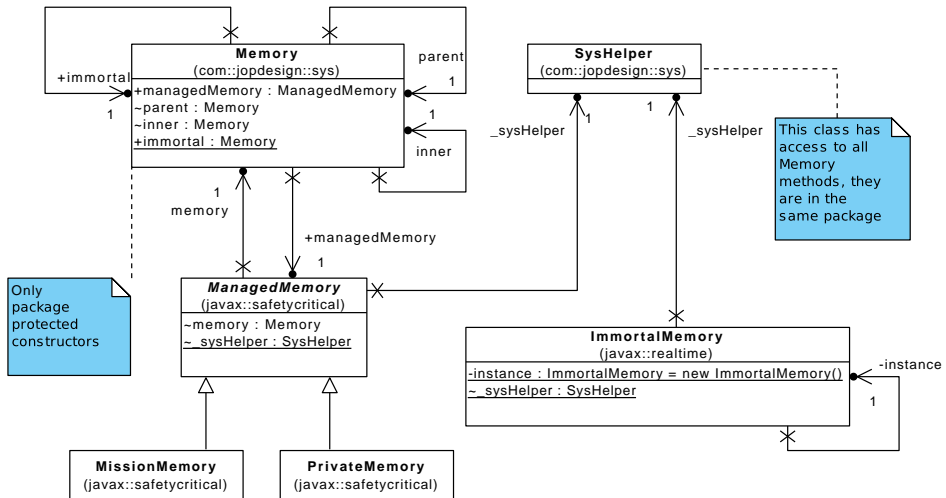 Memory
(com::jopdesign::sys)
+managedMemory : ManagedMemory
~parent : Memory
~inner : Memory
+immortal : Memory
+immortal
1
parent
1
1
inner
SysHelper
(com::jopdesign::sys)
_sysHelper
1
1
_sysHelper
This class has
access to all
Memory
methods, they
are in the
same package
1
memory
+managedMemory
1
Only
package
protected
constructors
ManagedMemory
(javax::safetycritical)
~memory : Memory
~_sysHelper : SysHelper
ImmortalMemory
(javax::realtime)
-instance : ImmortalMemory = new ImmortalMemory()
~_sysHelper : SysHelper
-instance
1
MissionMemory
(javax::safetycritical)
PrivateMemory
(javax::safetycritical)